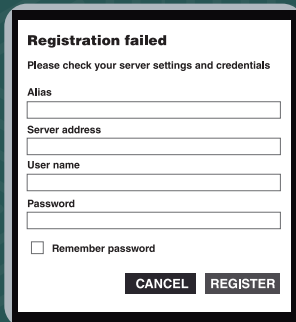 Registration failed
Please check your server settings and credentials
Alias
Server address
User name
Password
Remember password
CANCEL REGISTER